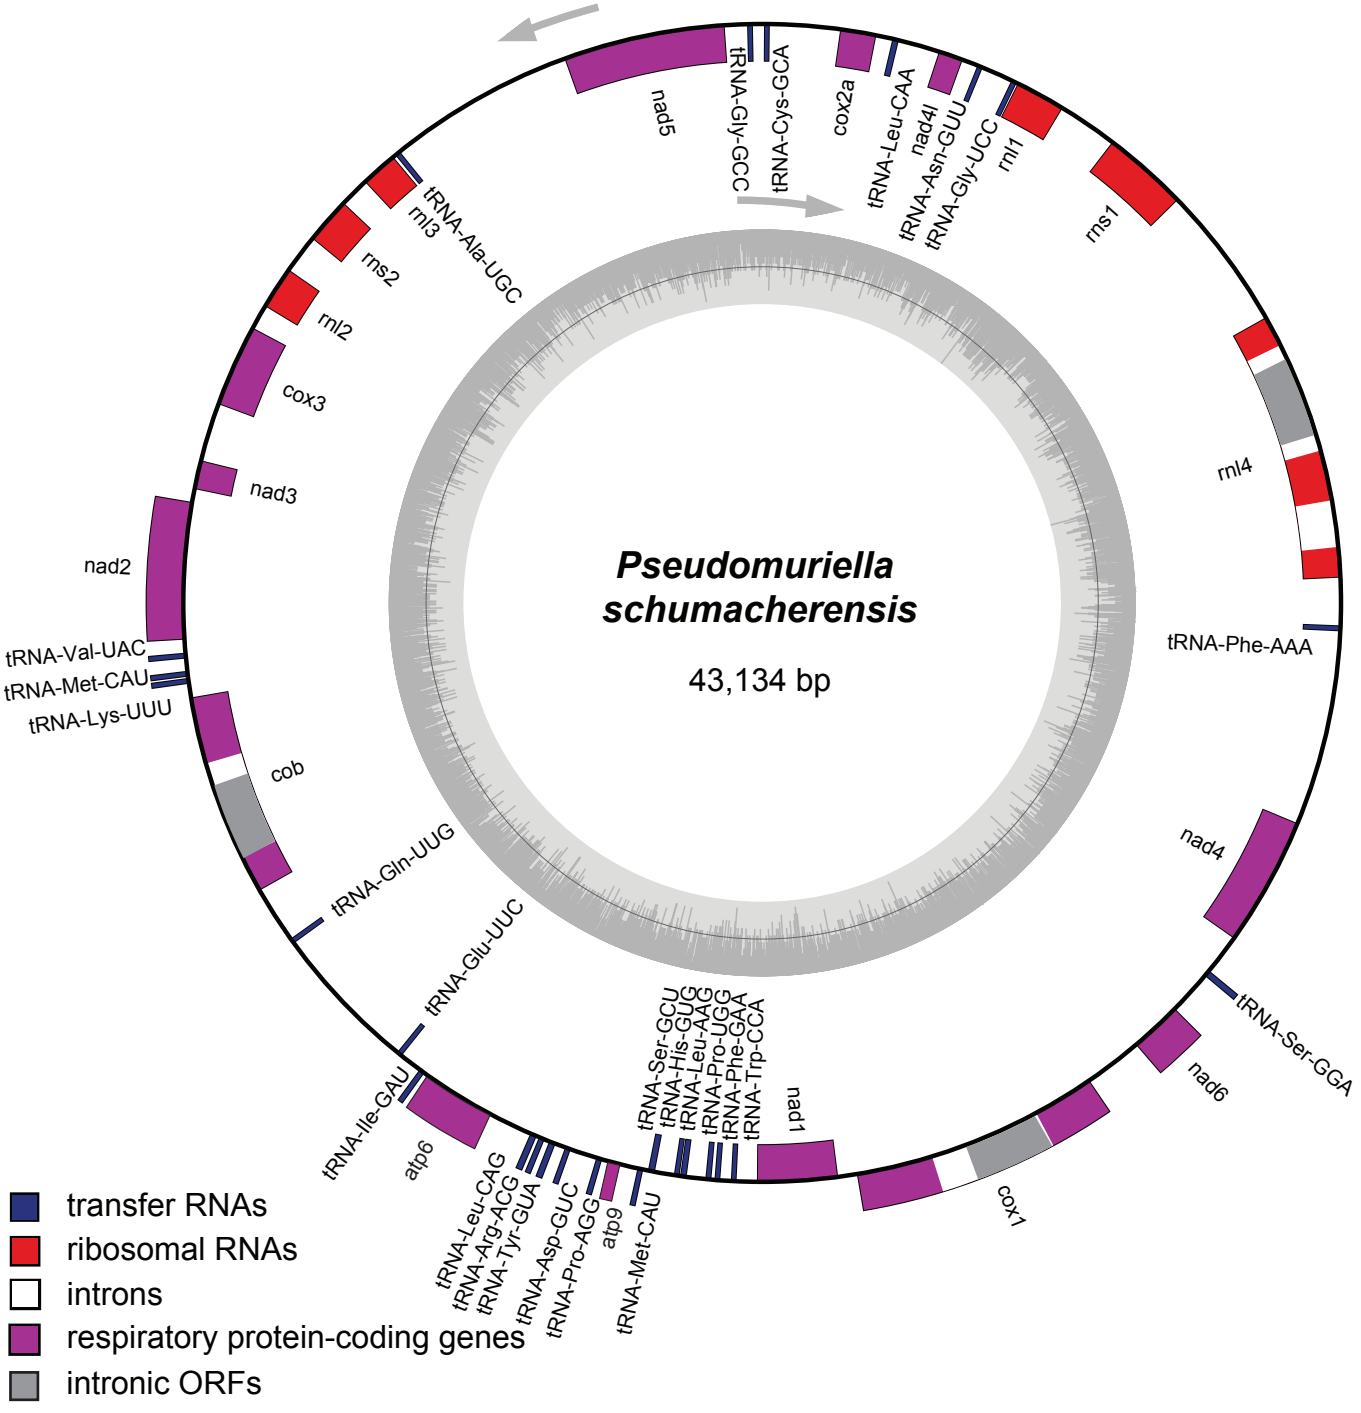 tRNA-Gly-GCC
tRNA-Cys-GCA
cox2a
tRNA-Leu-CAA
nad4l
tRNA-Asn-GUU
tRNA-Gly-UCC
rnl1
rns1
rnl4
tRNA-Phe-AAA
nad4
tRNA-Ser-GGA
nad6
cox1
nad1
tRNA-Trp-CCA
tRNA-Phe-GAA
tRNA-Pro-UGG
tRNA-Leu-AAG
tRNA-His-GUG
tRNA-Ser-GCU
tRNA-Met-CAU
atp9
tRNA-Pro-AGG
tRNA-Asp-GUC
tRNA-Tyr-GUA
tRNA-Arg-ACG
tRNA-Leu-CAG
atp6
tRNA-Ile-GAU
tRNA-Glu-UUC
tRNA-Gln-UUG
cob
tRNA-Lys-UUU
tRNA-Met-CAU
tRNA-Val-UAC
nad2
nad3
cox3
rnl2
rns2
rnl3
tRNA-Ala-UGC
nad5
Pseudomuriella
schumacherensis
43,134 bp
transfer RNAs
ribosomal RNAs
introns
respiratory protein-coding genes
intronic ORFs